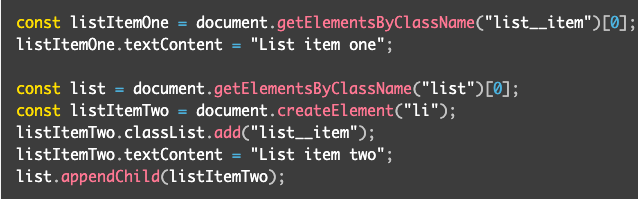 const listItemOne = document.getElementsByClassName("list__item")[0];
listItemOne.textContent = "List item one";
const list = document.getElementsByClassName("list")[0];
const listItemTwo = document.createElement("li");
listItemTwo.classList.add("list__item");
listItemTwo.textContent = "List item two";
list.appendChild(listItemTwo);